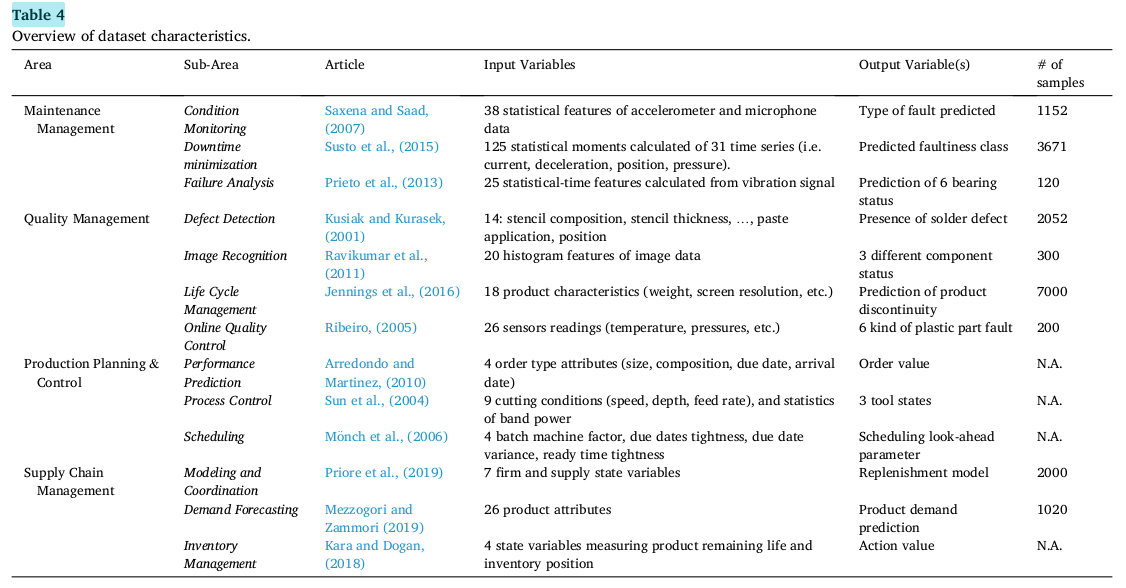 Table 4
Overview of dataset characteristics.
Area Sub-Area Article Input Variables Output Variable(s) # of
samples
Maintenance Condition Saxena and Saad, 38 statistical features of accelerometer and microphone Type of fault predicted 1152
Management Monitoring (2007) data
Downtime Susto et al., (2015) 125 statistical moments calculated of 31 time series (i.e. Predicted faultiness class 3671
minimization current, deceleration, position, pressure).
Failure Analysis Prieto et al., (2013) 25 statistical-time features calculated from vibration signal Prediction of 6 bearing 120
status
Quality Management Defect Detection Kusiak and Kurasek, 14: stencil composition, stencil thickness, …, paste Presence of solder defect 2052
(2001) application, position
Image Recognition Ravikumar et al., 20 histogram features of image data 3 different component 300
(2011) status
Life Cycle Jennings et al., (2016) 18 product characteristics (weight, screen resolution, etc.) Prediction of product 7000
Management discontinuity
Online Quality Ribeiro, (2005) 26 sensors readings (temperature, pressures, etc.) 6 kind of plastic part fault 200
Control
Production Planning & Performance Arredondo and 4 order type attributes (size, composition, due date, arrival Order value N.A.
Control Prediction Martinez, (2010) date)
Process Control Sun et al., (2004) 9 cutting conditions (speed, depth, feed rate), and statistics 3 tool states N.A.
of band power
Scheduling Mönch et al., (2006) 4 batch machine factor, due dates tightness, due date Scheduling look-ahead N.A.
variance, ready time tightness parameter
Supply Chain Modeling and Priore et al., (2019) 7 firm and supply state variables Replenishment model 2000
Management Coordination
Demand Forecasting Mezzogori and 26 product attributes Product demand 1020
Zammori (2019) prediction
Inventory Kara and Dogan, 4 state variables measuring product remaining life and Action value N.A.
Management (2018) inventory position